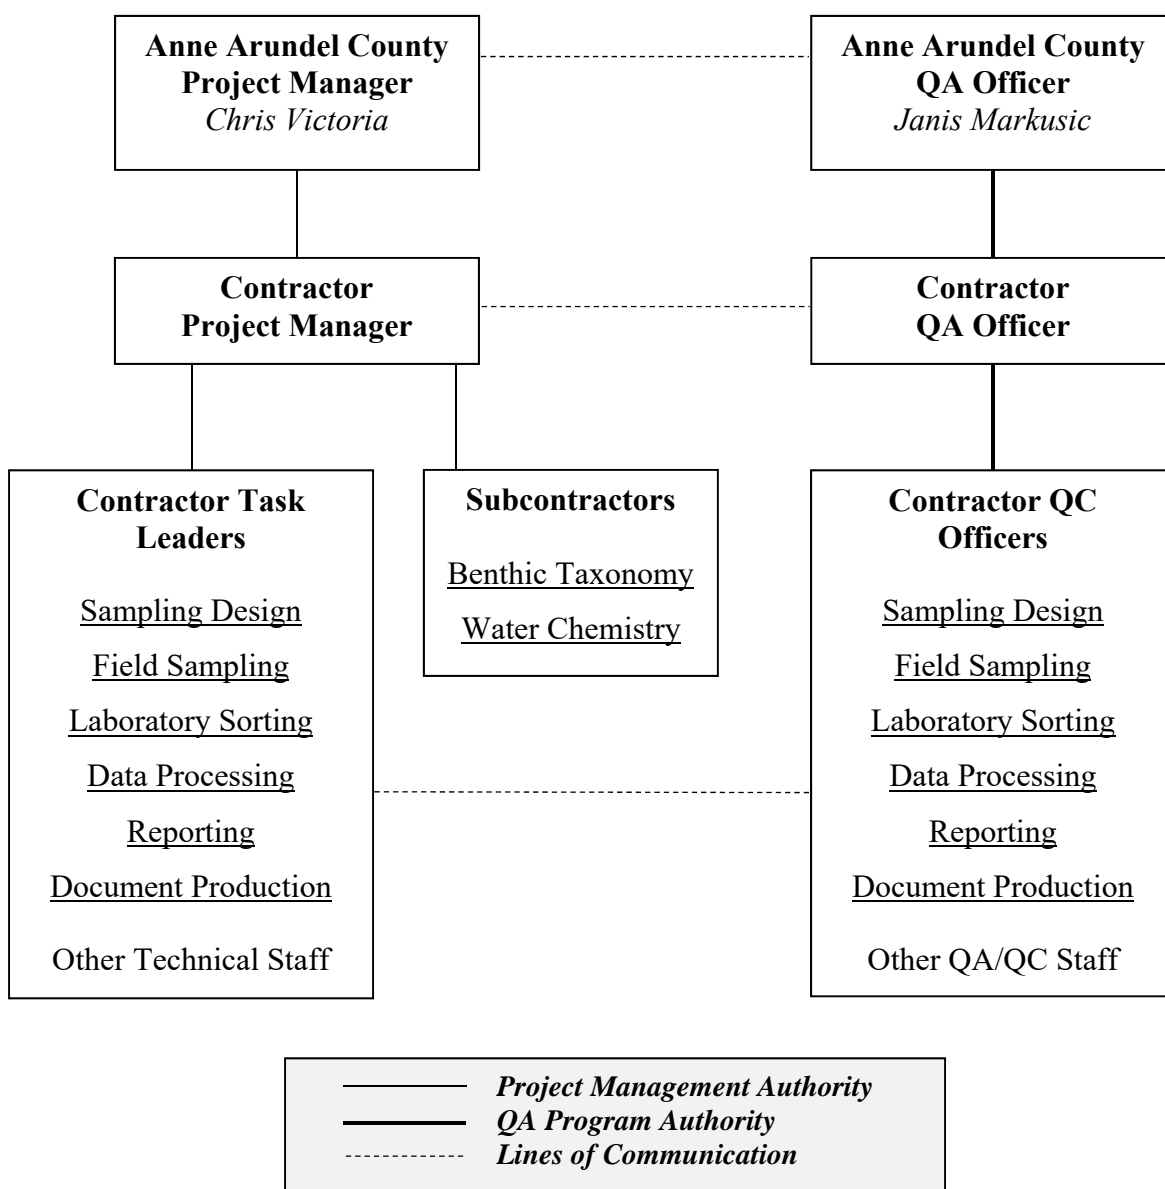 Anne Arundel County
Project Manager
Chris Victoria
Anne Arundel County
QA Officer
Janis Markusic
Contractor
Project Manager
Contractor
QA Officer
Contractor Task
Leaders
Sampling Design
Field Sampling
Laboratory Sorting
Data Processing
Reporting
Document Production
Other Technical Staff
Subcontractors
Benthic Taxonomy
Water Chemistry
Contractor QC
Officers
Sampling Design
Field Sampling
Laboratory Sorting
Data Processing
Reporting
Document Production
Other QA/QC Staff
Project Management Authority
QA Program Authority
Lines of Communication